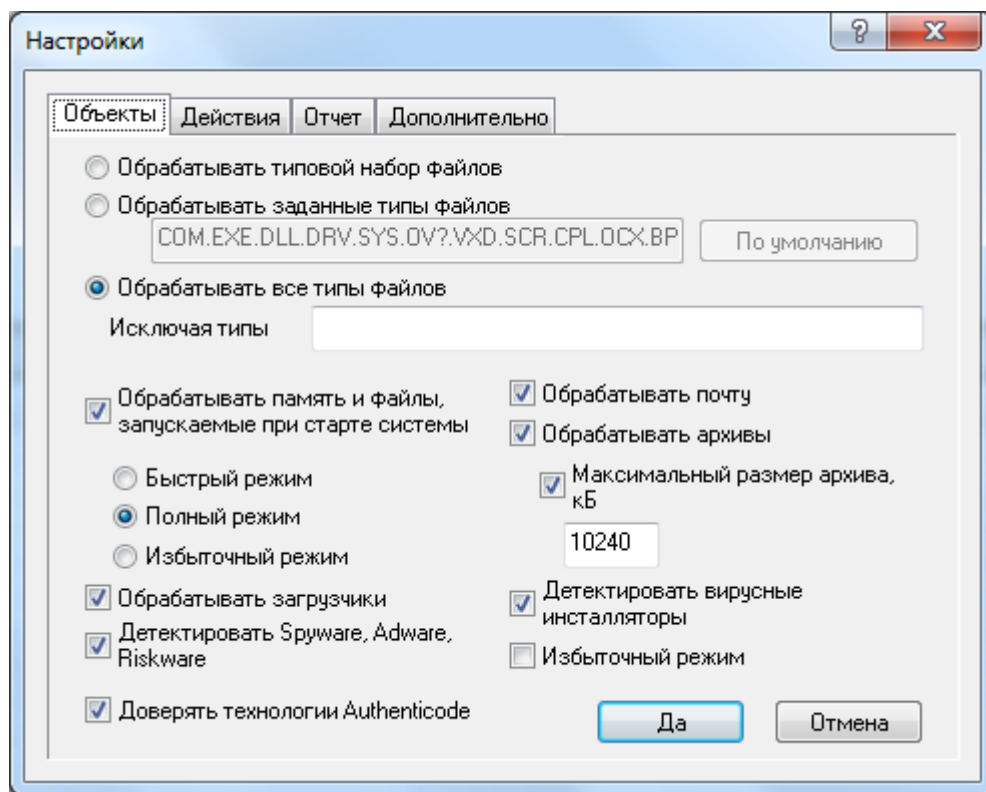 Настройки
Объекты Действия Отчет Дополнительно
Обрабатывать типовой набор файлов
Обрабатывать заданные типы файлов
COM.EXE.DLL.DRV.SYS.OV?.VXD.SCR.CPL.OCX.BP
По умолчанию
Обрабатывать все типы файлов
Исключая типы
Обрабатывать память и файлы,
запускаемые при старте системы
Быстрый режим
Полный режим
Избыточный режим
Обрабатывать загрузчики
Детектировать Spyware, Adware,
Riskware
Доверять технологии Authenticode
Обрабатывать почту
Обрабатывать архивы
Максимальный размер архива,
кБ
10240
Детектировать вирусные
инсталляторы
Избыточный режим
Да
Отмена